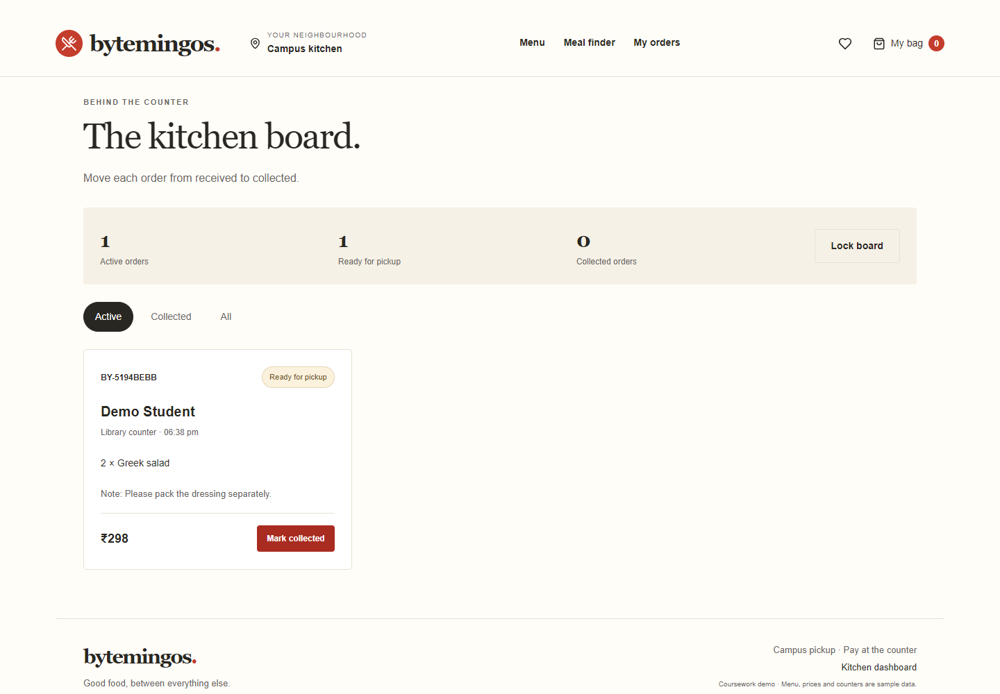 bytemingos.
YOUR NEIGHBOURHOOD
Campus kitchen
Menu
Meal finder
My orders
My bag
0
BEHIND THE COUNTER
The kitchen board.
Move each order from received to collected.
1
Active orders
1
Ready for pickup
0
Collected orders
Lock board
Active
Collected
All
BY-5194BEBB
Ready for pickup
Demo Student
Library counter · 06:38 pm
2 × Greek salad
Note: Please pack the dressing separately.
₹298
Mark collected
bytemingos.
Good food, between everything else.
Campus pickup · Pay at the counter
Kitchen dashboard
Coursework demo · Menu, prices and counters are sample data.